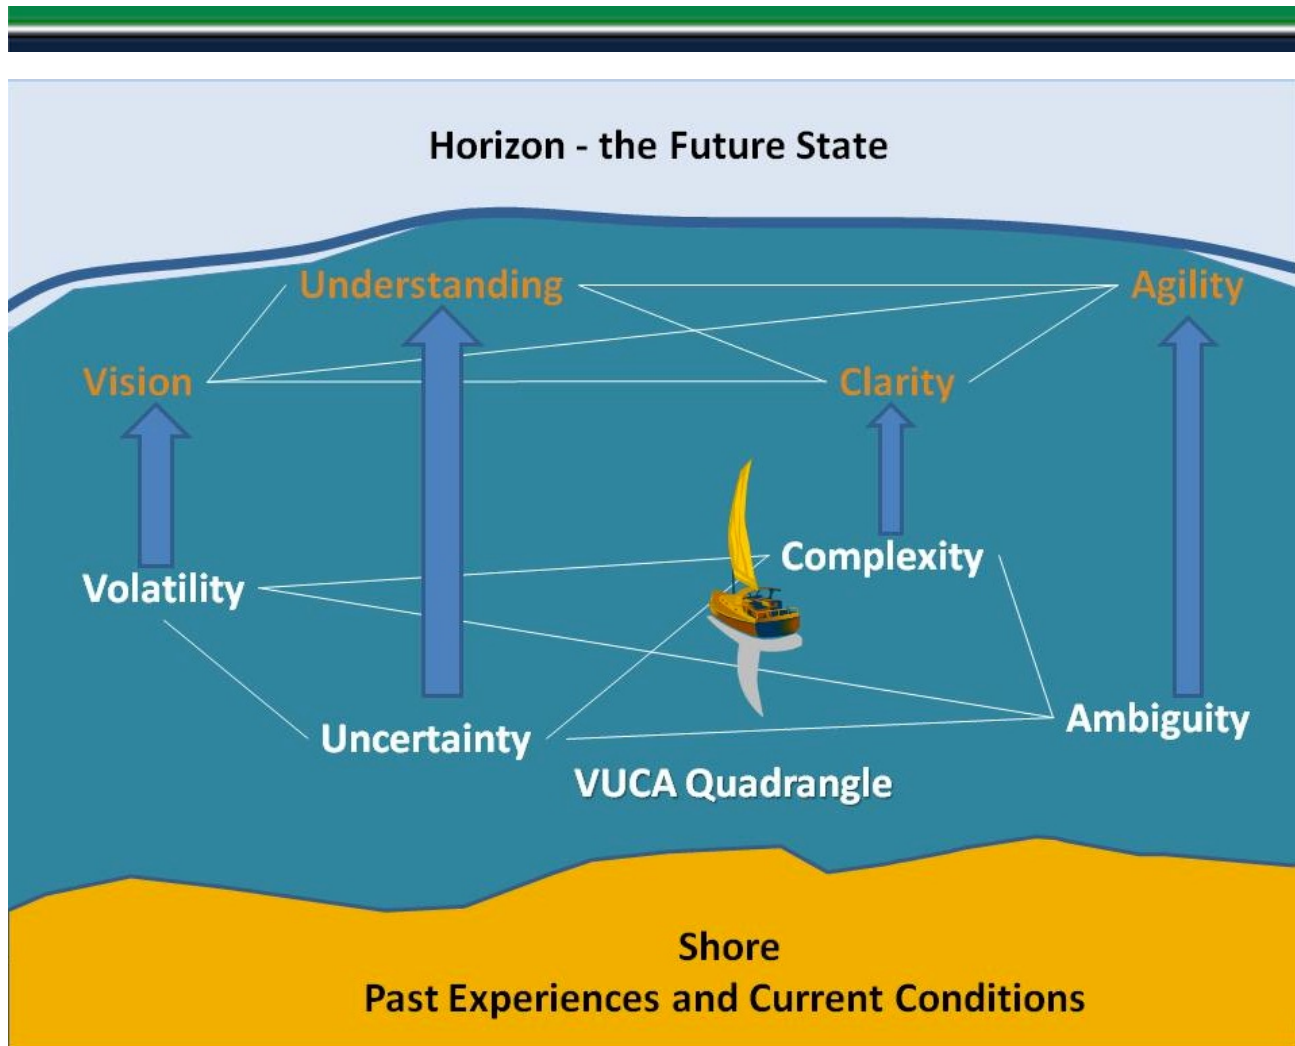 Horizon - the Future State
Understanding
Agility
Vision
Clarity
Complexity
Volatility
Ambiguity
Uncertainty
VUCA Quadrangle
Shore
Past Experiences and Current Conditions